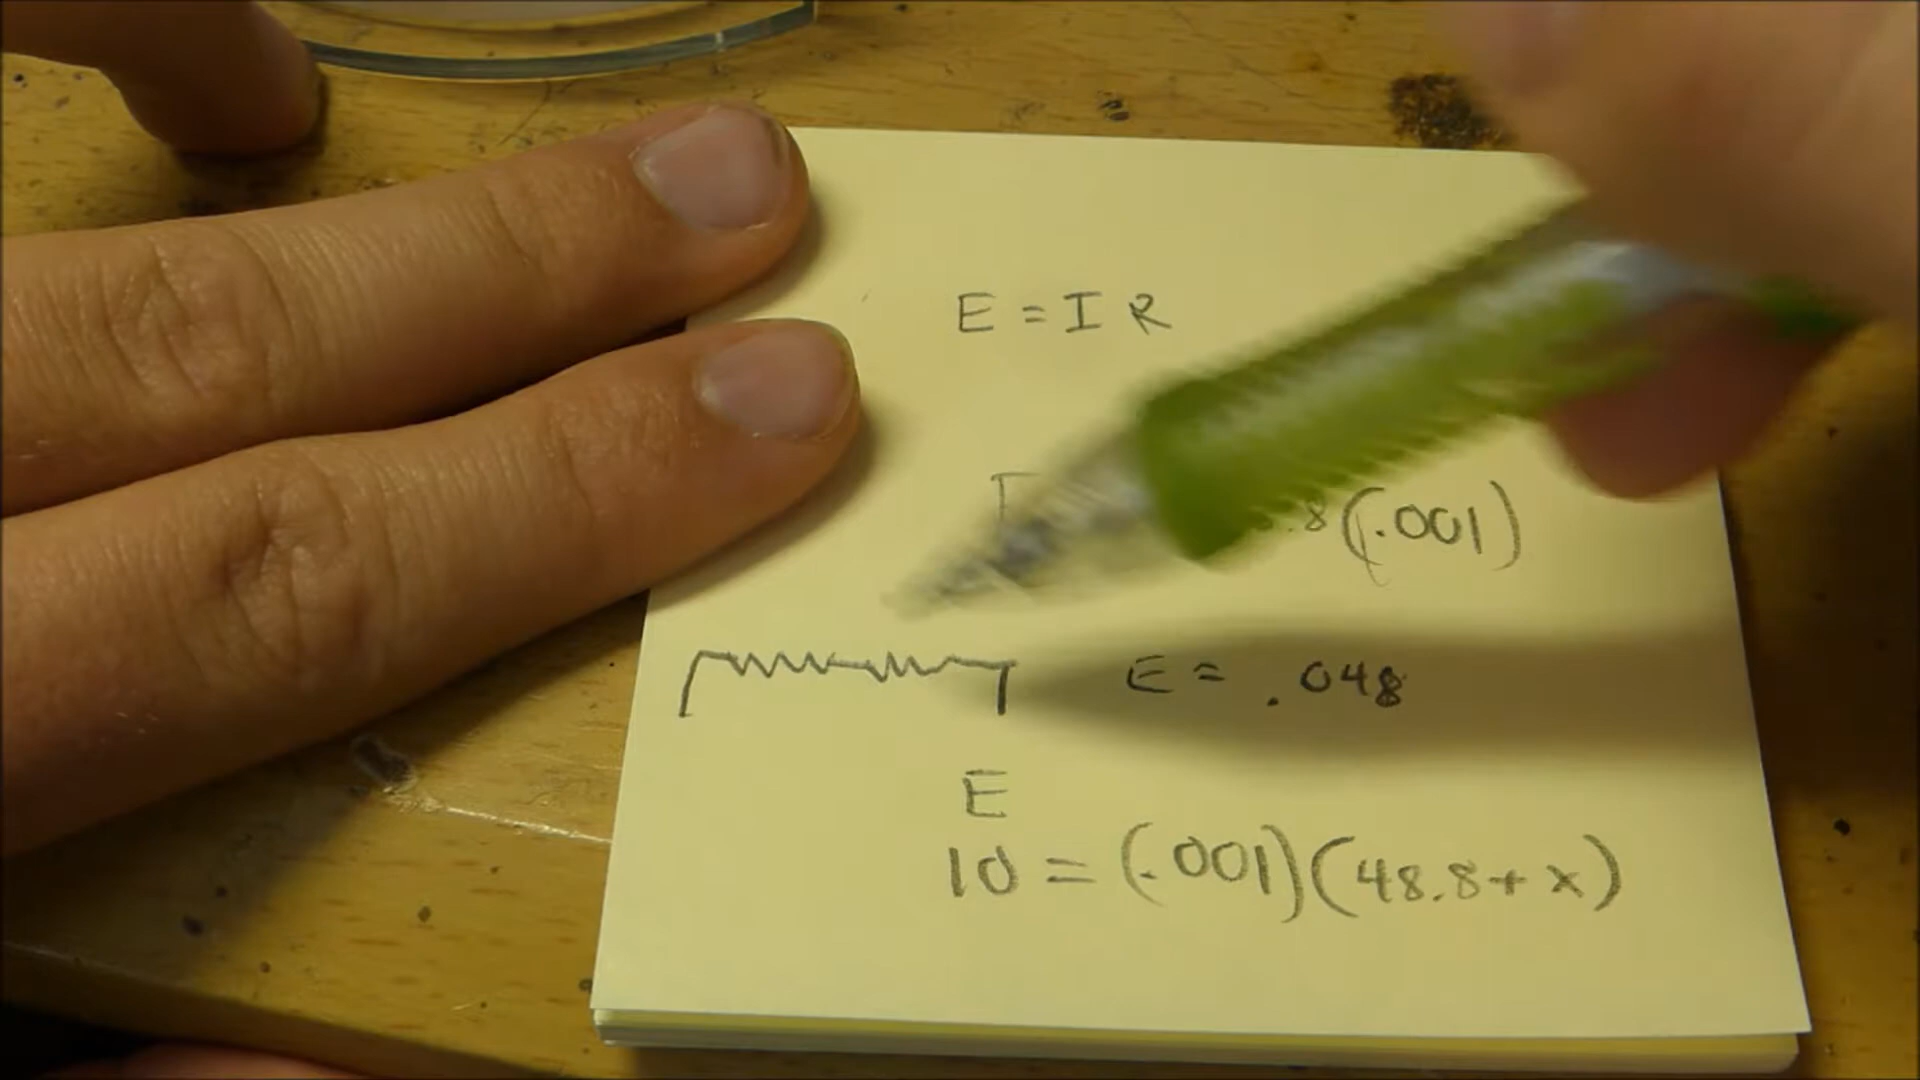 E = I R
.8 (.001)
E = .048
E
10 = (.001)(48.8 + x)